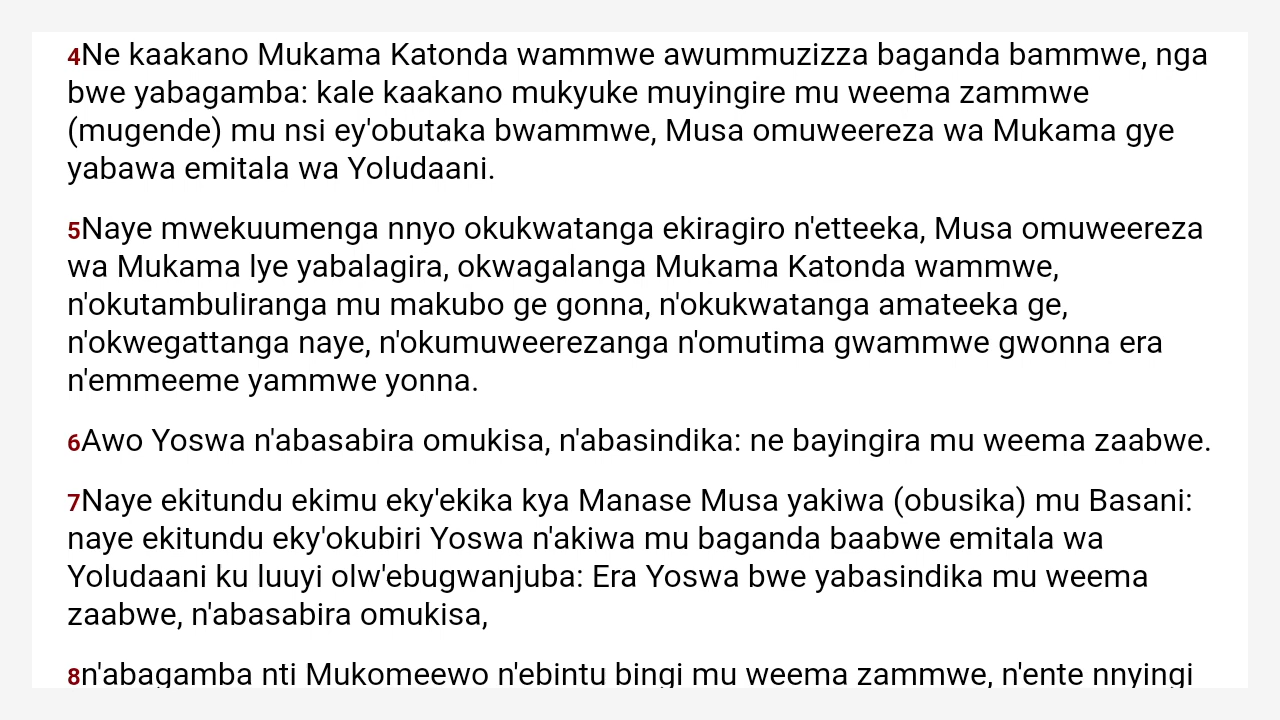 4Ne kaakano Mukama Katonda wammwe awummuzizza baganda bammwe, nga
bwe yabagamba: kale kaakano mukyuke muyingire mu weema zammwe
(mugende) mu nsi ey'obutaka bwammwe, Musa omuweereza wa Mukama gye
yabawa emitala wa Yoludaani.
5Naye mwekuumenga nnyo okukwatanga ekiragiro n'etteeka, Musa omuweereza
wa Mukama lye yabalagira, okwagalanga Mukama Katonda wammwe,
n'okutambuliranga mu makubo ge gonna, n'okukwatanga amateeka ge,
n'okwegattanga naye, n'okumuweerezanga n'omutima gwammwe gwonna era
n'emmeeme yammwe yonna.
6Awo Yoswa n'abasabira omukisa, n'abasindika: ne bayingira mu weema zaabwe.
7Naye ekitundu ekimu eky'ekika kya Manase Musa yakiwa (obusika) mu Basani:
naye ekitundu eky'okubiri Yoswa n'akiwa mu baganda baabwe emitala wa
Yoludaani ku luuyi olw'ebugwanjuba: Era Yoswa bwe yabasindika mu weema
zaabwe, n'abasabira omukisa,
8n'abagamba nti Mukomeewo n'ebintu bingi mu weema zammwe, n'ente nnyingi